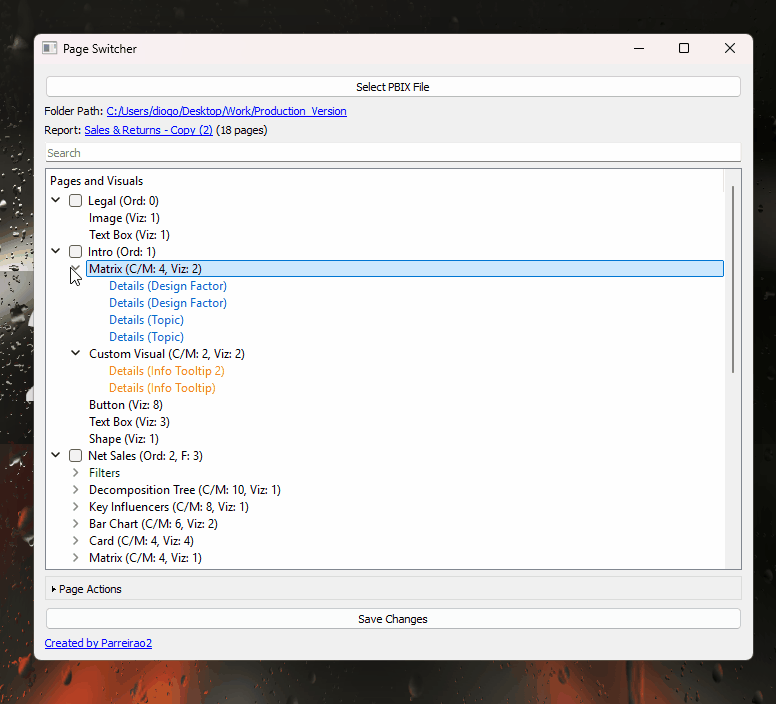 Page Switcher
Select PBIX File
Folder Path: C:/Users/diogo/Desktop/Work/Production_Version
Report: Sales & Returns - Copy (2) (18 pages)
Search
Pages and Visuals
Legal (Ord: 0)
Image (Viz: 1)
Text Box (Viz: 1)
Intro (Ord: 1)
Matrix (C/M: 4, Viz: 2)
Details (Design Factor)
Details (Design Factor)
Details (Topic)
Details (Topic)
Custom Visual (C/M: 2, Viz: 2)
Details (Info Tooltip 2)
Details (Info Tooltip)
Button (Viz: 8)
Text Box (Viz: 3)
Shape (Viz: 1)
Net Sales (Ord: 2, F: 3)
Filters
Decomposition Tree (C/M: 10, Viz: 1)
Key Influencers (C/M: 8, Viz: 1)
Bar Chart (C/M: 6, Viz: 2)
Card (C/M: 4, Viz: 4)
Matrix (C/M: 4, Viz: 1)
Page Actions
Save Changes
Created by Parreirao2